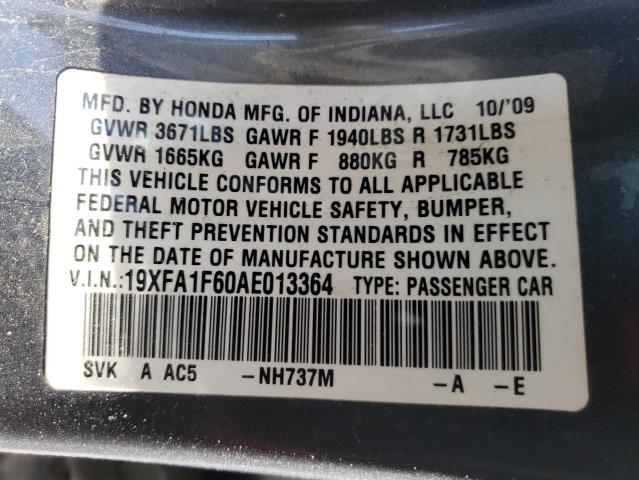 MFD. BY HONDA MFG. OF INDIANA, LLC 10/'09
GVWR 3671LBS GAWR F 1940LBS R 1731LBS
GVWR 1665KG GAWR F 880KG R 785KG
THIS VEHICLE CONFORMS TO ALL APPLICABLE
FEDERAL MOTOR VEHICLE SAFETY, BUMPER,
AND THEFT PREVENTION STANDARDS IN EFFECT
ON THE DATE OF MANUFACTURE SHOWN ABOVE.
V.I.N.:19XFA1F60AE013364 TYPE: PASSENGER CAR
SVK A AC5 -NH737M -A -E